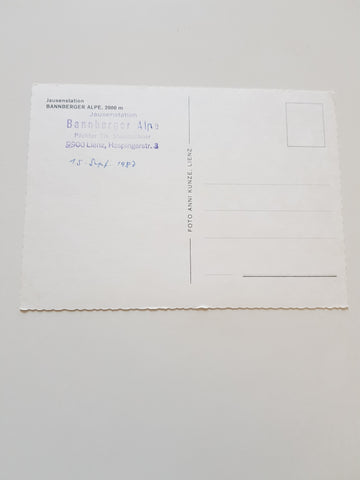 Jausenstation
BANNBERGER ALPE, 2000 m
Jausenstation
Bannberger Alpe
9900 Lienz, Haspingerstr. 3
15. Sept. 1987
FOTO ANNI KUNZE, LIENZ